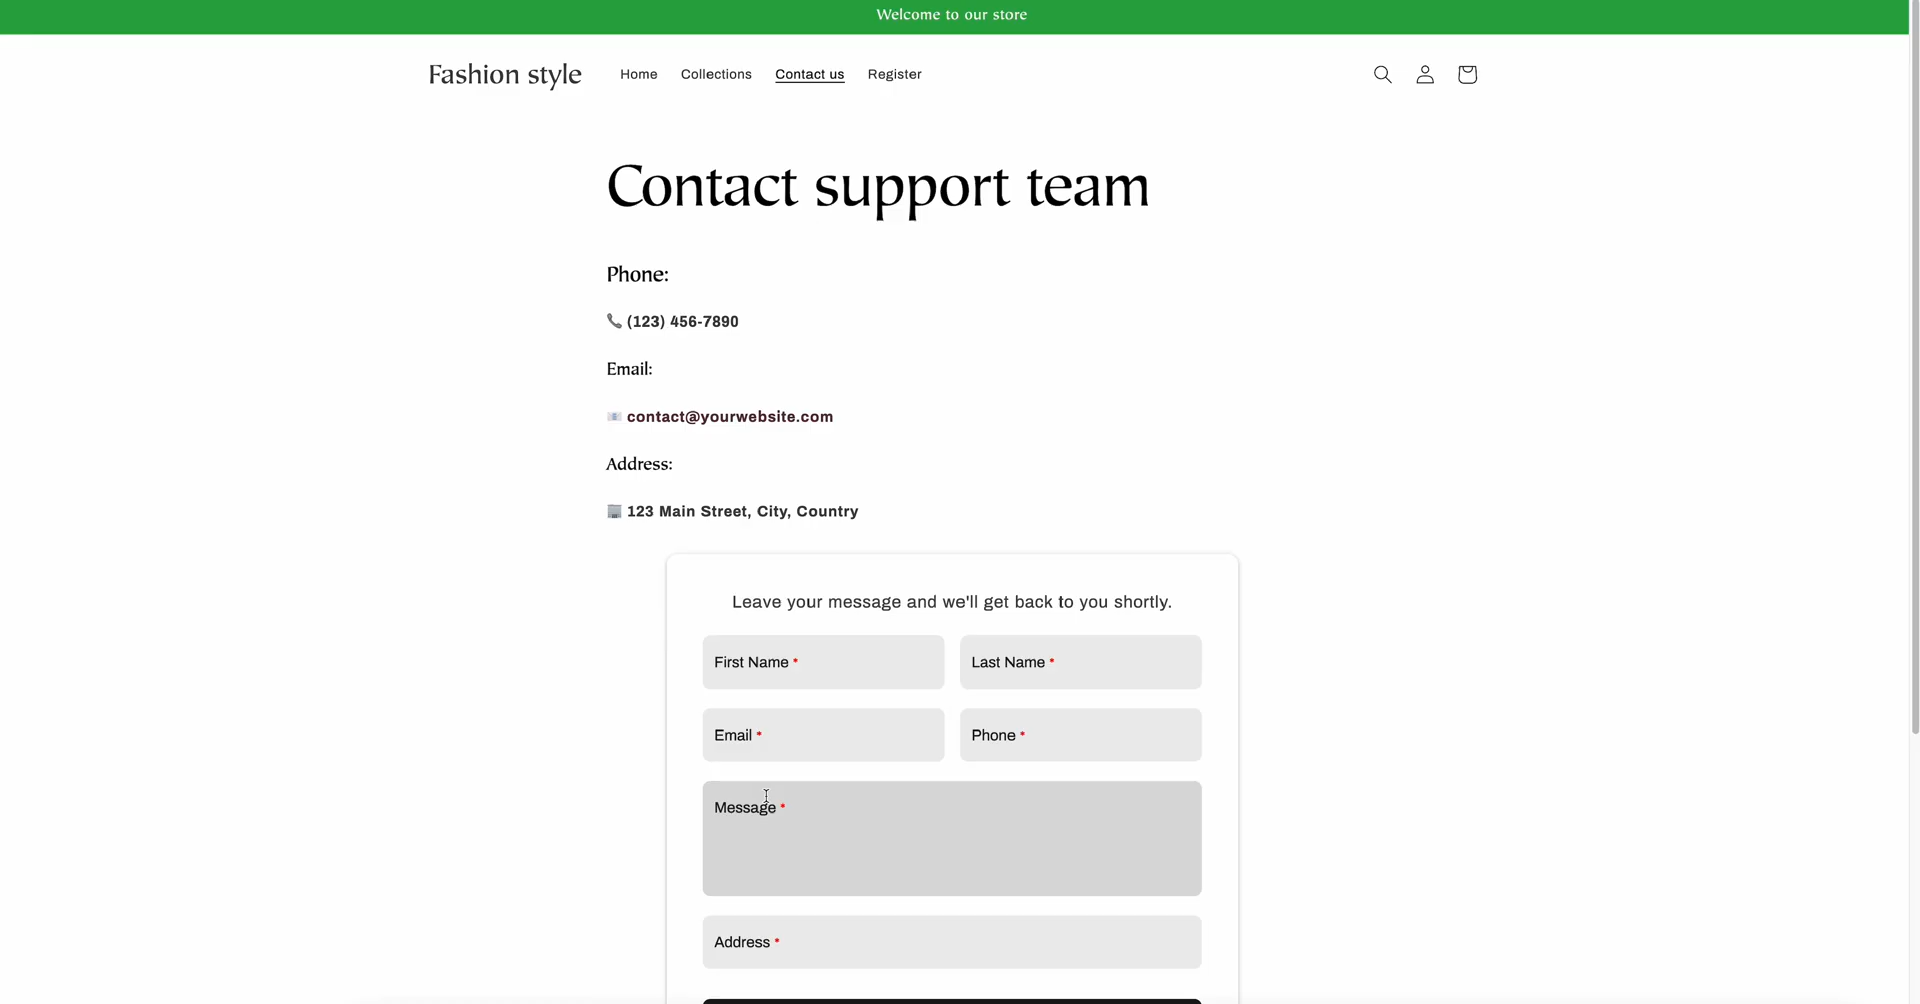 Welcome to our store
Fashion style
Home Collections Contact us Register
Contact support team
Phone:
(123) 456-7890
Email:
contact@yourwebsite.com
Address:
123 Main Street, City, Country
Leave your message and we'll get back to you shortly.
First Name * Last Name *
Email * Phone *
Message *
Address *